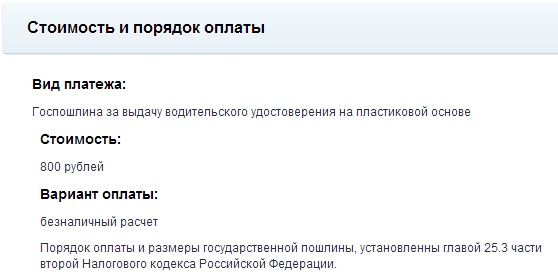 Стоимость и порядок оплаты
Вид платежа:
Госпошлина за выдачу водительского удостоверения на пластиковой основе
Стоимость:
800 рублей
Вариант оплаты:
безналичный расчет
Порядок оплаты и размеры государственной пошлины, установлены главой 25.3 части
второй Налогового кодекса Российской Федерации.